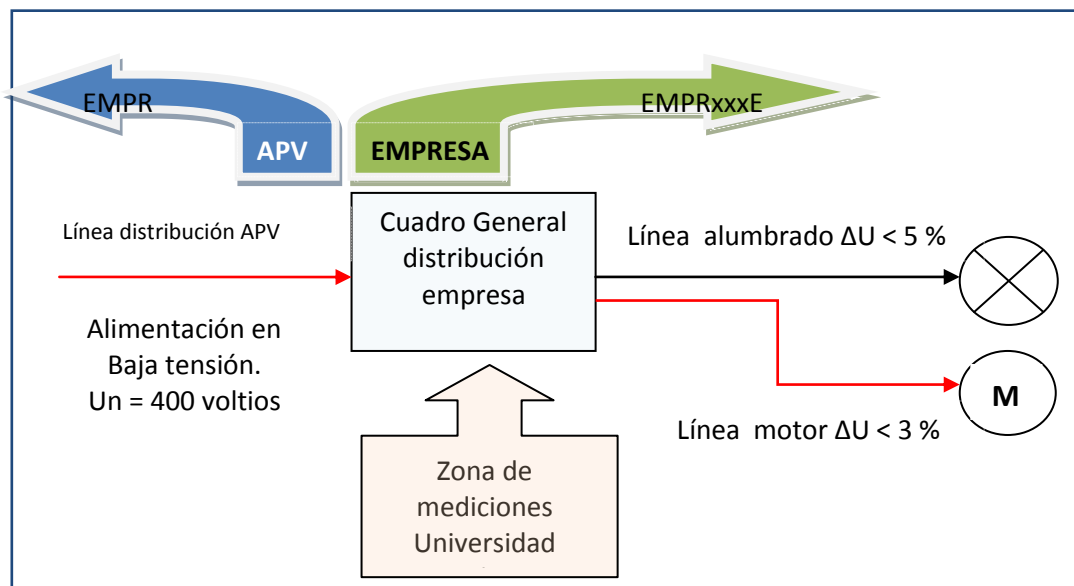 EMPR
EMPRxxxE
APV
EMPRESA
Línea distribución APV
Cuadro General
distribución
empresa
Línea alumbrado ΔU < 5 %
Alimentación en
Baja tensión.
Un = 400 voltios
M
Línea motor ΔU < 3 %
Zona de
mediciones
Universidad